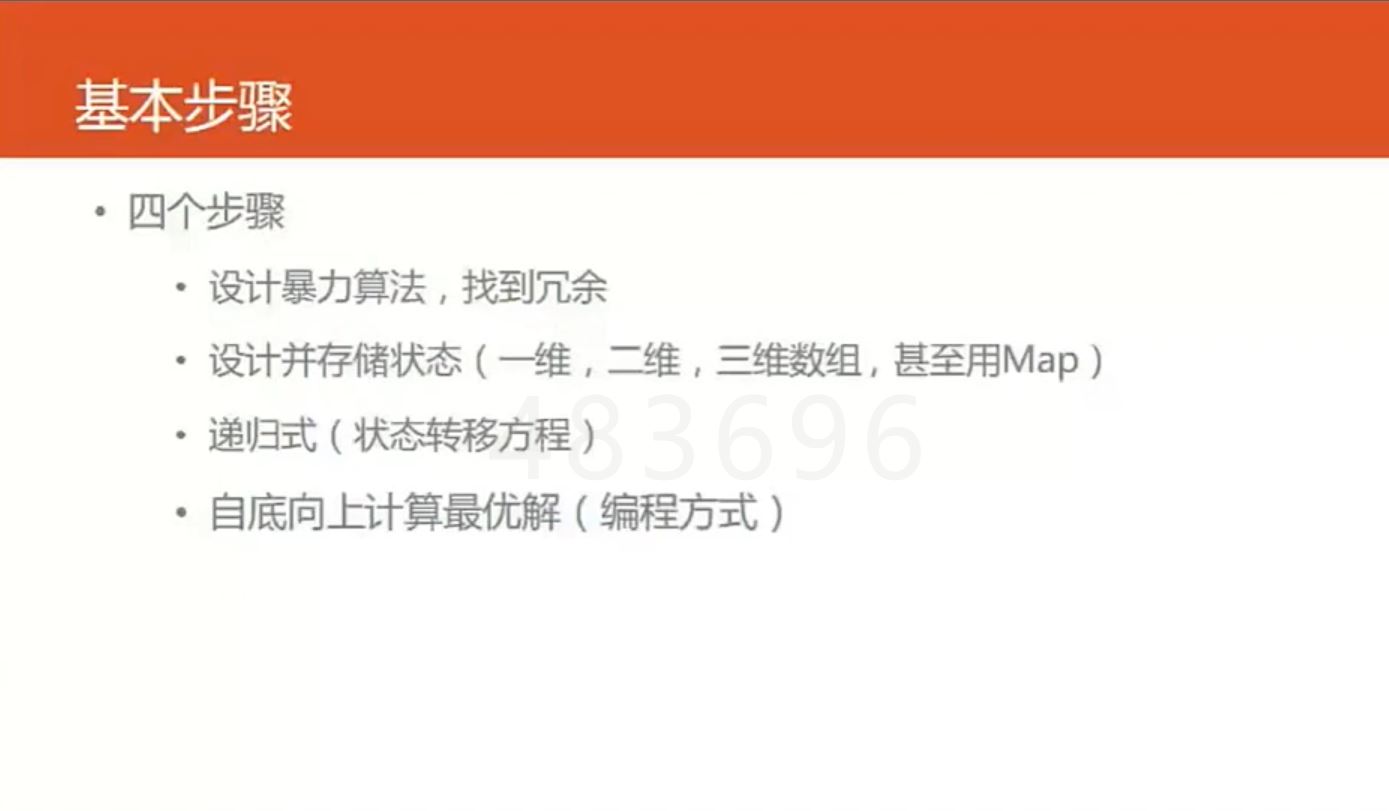 基本步骤
• 四个步骤
• 设计暴力算法，找到冗余
• 设计并存储状态（一维，二维，三维数组，甚至用Map）
• 递归式（状态转移方程）
483696
• 自底向上计算最优解（编程方式）